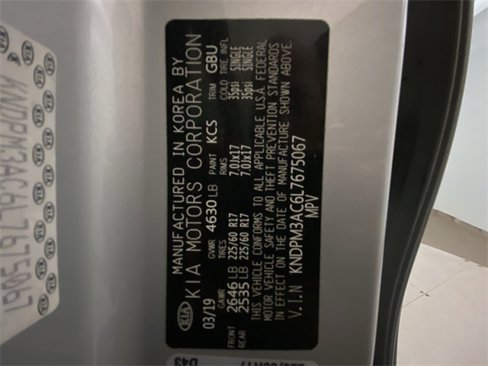 KIA
MANUFACTURED IN KOREA BY
KIA MOTORS CORPORATION
03/19 GVWR 4630 LB PAINT KCS TRIM GBU
GAWR TIRES RIMS COLD TIRE INFL
FRONT 2646 LB 225/60 R17 7.0Jx17 35psi SINGLE
REAR 2535 LB 225/60 R17 7.0Jx17 35psi SINGLE
THIS VEHICLE CONFORMS TO ALL APPLICABLE U.S.A. FEDERAL
MOTOR VEHICLE SAFETY AND THEFT PREVENTION STANDARDS
IN EFFECT ON THE DATE OF MANUFACTURE SHOWN ABOVE.
V.I.N KNDPM3AC6L7675067
MPV
KNDPM3AC6L7675067
D43